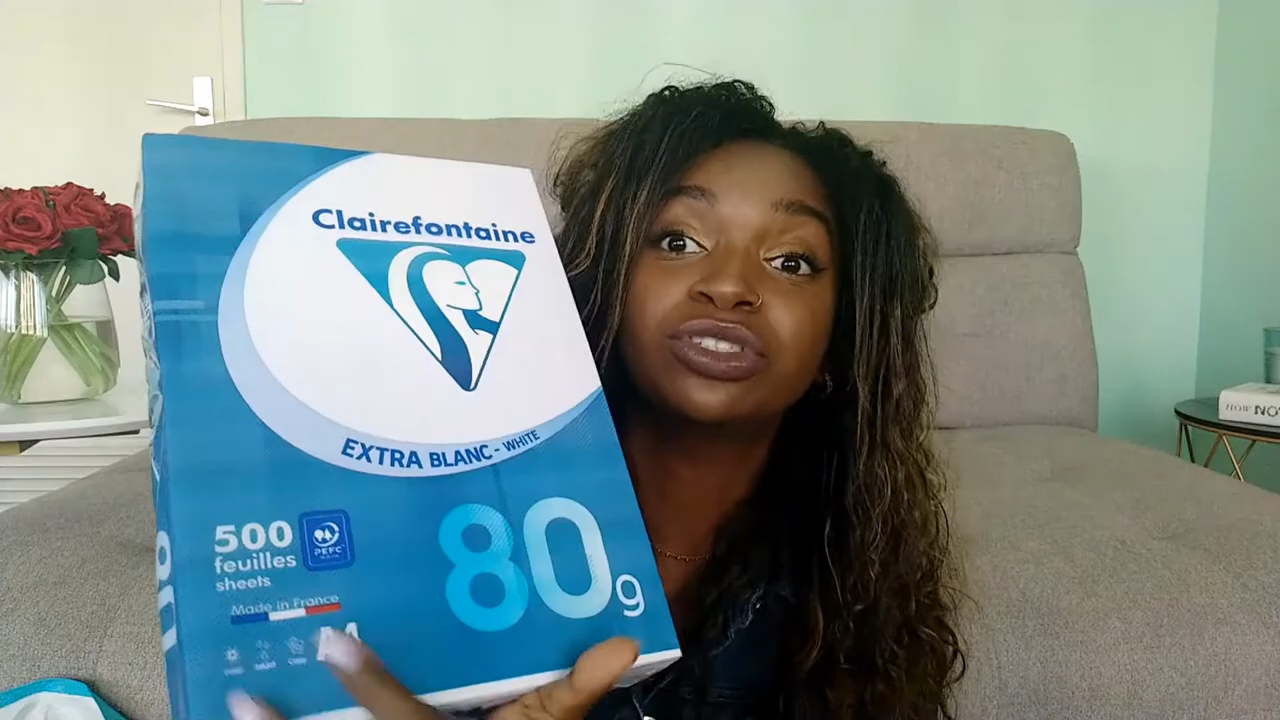 Clairefontaine
EXTRA BLANC - WHITE
500
feuilles
sheets
PEFC
Made in France
80g